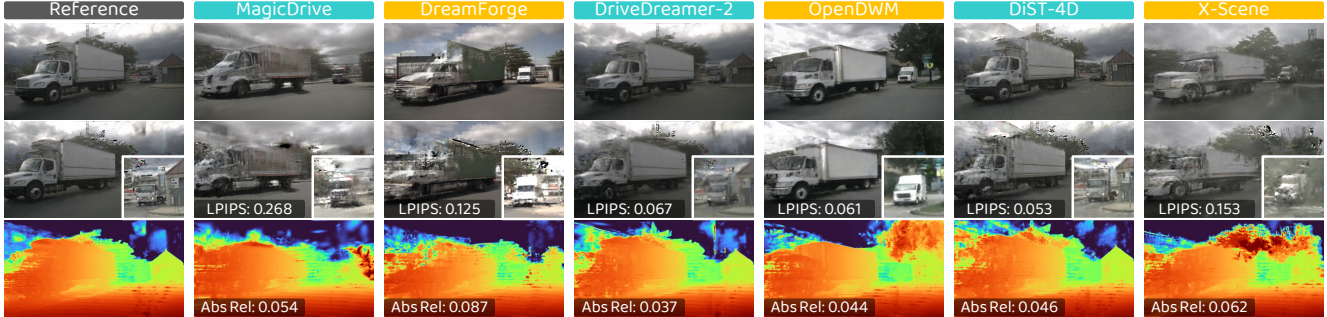 Reference MagicDrive DreamForge DriveDreamer-2 OpenDWM DiST-4D X-Scene
LPIPS: 0.268 LPIPS: 0.125 LPIPS: 0.067 LPIPS: 0.061 LPIPS: 0.053 LPIPS: 0.153
Abs Rel: 0.054 Abs Rel: 0.087 Abs Rel: 0.037 Abs Rel: 0.044 Abs Rel: 0.046 Abs Rel: 0.062